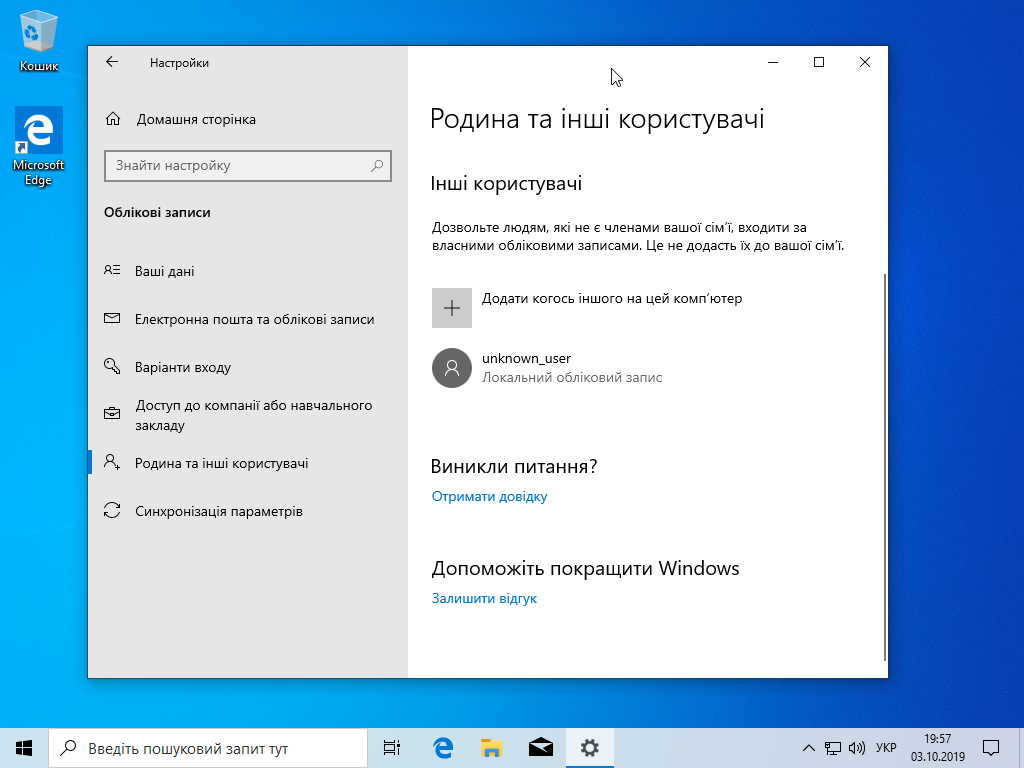 Кошик
Microsoft
Edge
Настройки
Домашня сторінка
Знайти настройку
Облікові записи
Ваші дані
Електронна пошта та облікові записи
Варіанти входу
Доступ до компанії або навчального
закладу
Родина та інші користувачі
Синхронізація параметрів
Родина та інші користувачі
Інші користувачі
Дозвольте людям, які не є членами вашої сім’ї, входити за
власними обліковими записами. Це не додасть їх до вашої сім’ї.
Додати когось іншого на цей комп’ютер
unknown_user
Локальний обліковий запис
Виникли питання?
Отримати довідку
Допоможіть покращити Windows
Залишити відгук
Введіть пошуковий запит тут
УКР
19:57
03.10.2019